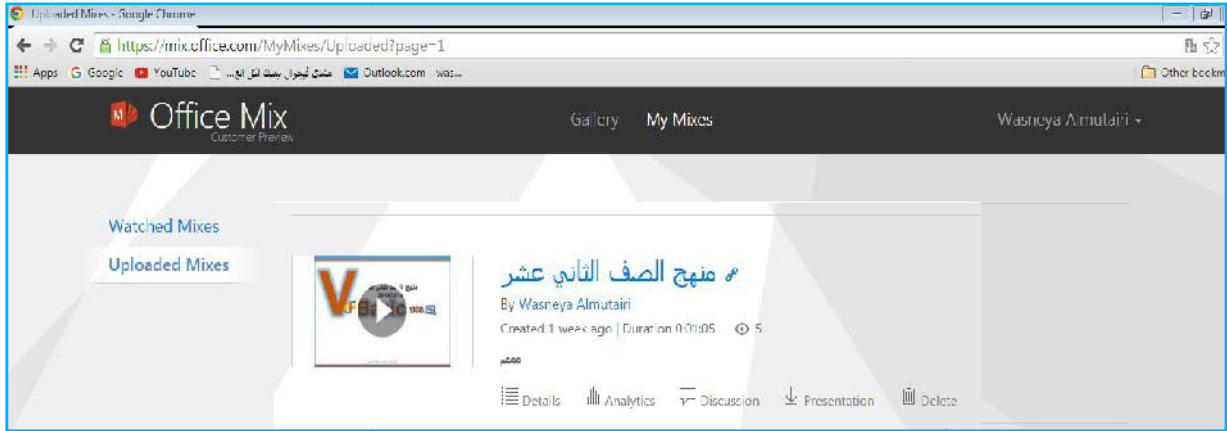 Uploaded Mixes - Google Chrome
https://mix.office.com/MyMixes/Uploaded?page=1
Apps Google YouTube Outlook.com Other bookm
Office Mix Gallery My Mixes Wasneya Almutairi
Customer Preview
Watched Mixes
Uploaded Mixes
منهج الصف الثاني عشر
By Wasneya Almutairi
Created 1 week ago | Duration 0:01:05 5
Details Analytics Discussion Presentation Delete